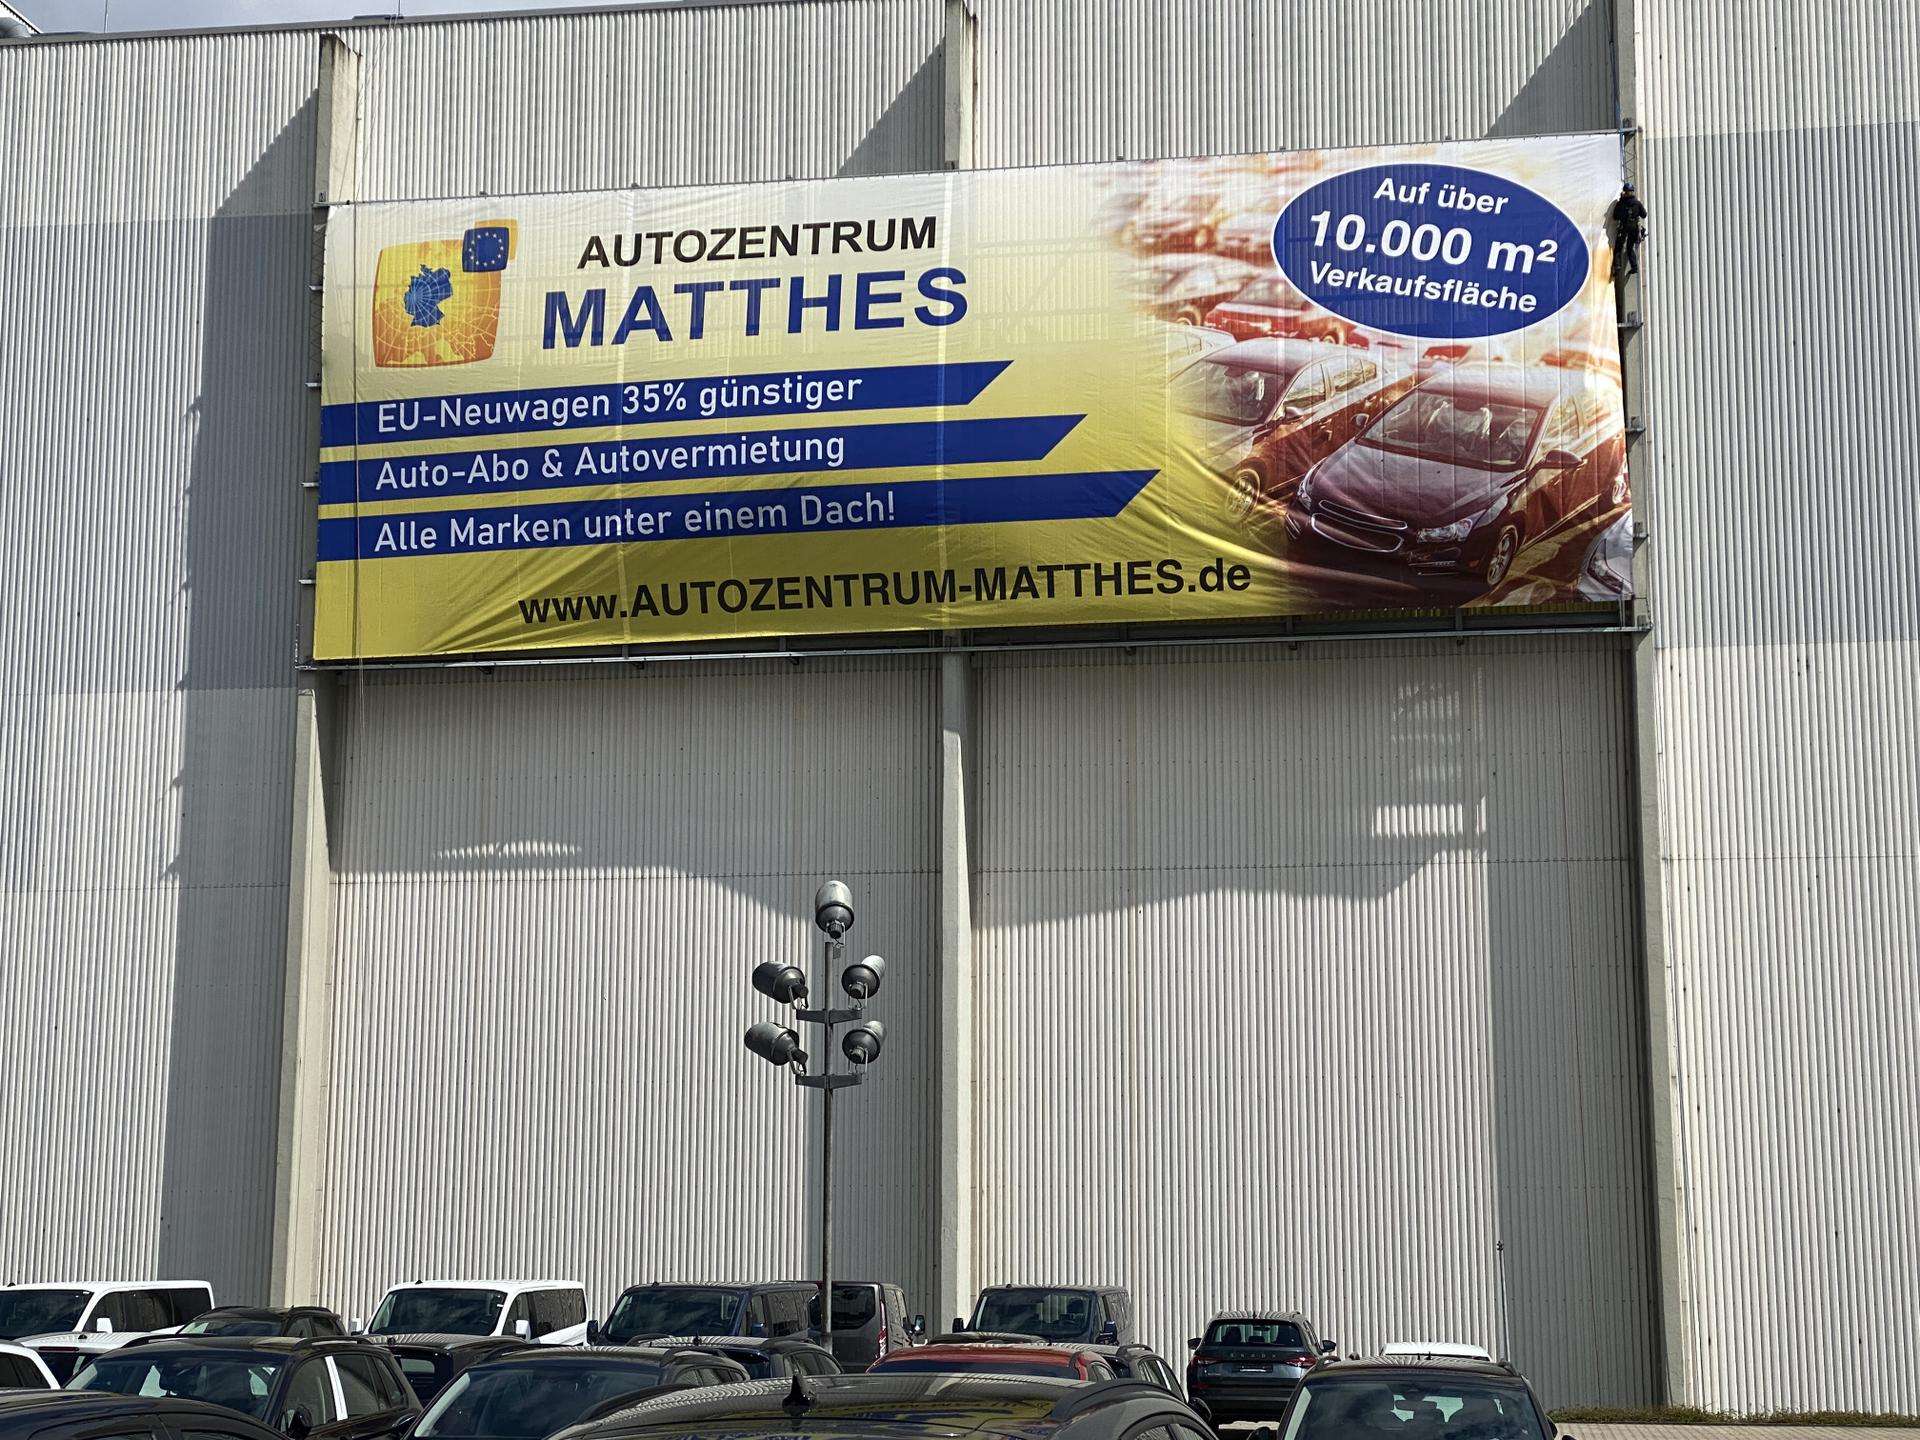 AUTOZENTRUM
MATTHES
EU-Neuwagen 35% günstiger
Auto-Abo & Autovermietung
Alle Marken unter einem Dach!
www.AUTOZENTRUM-MATTHES.de
Auf über
10.000 m²
Verkaufsfläche
SKODA